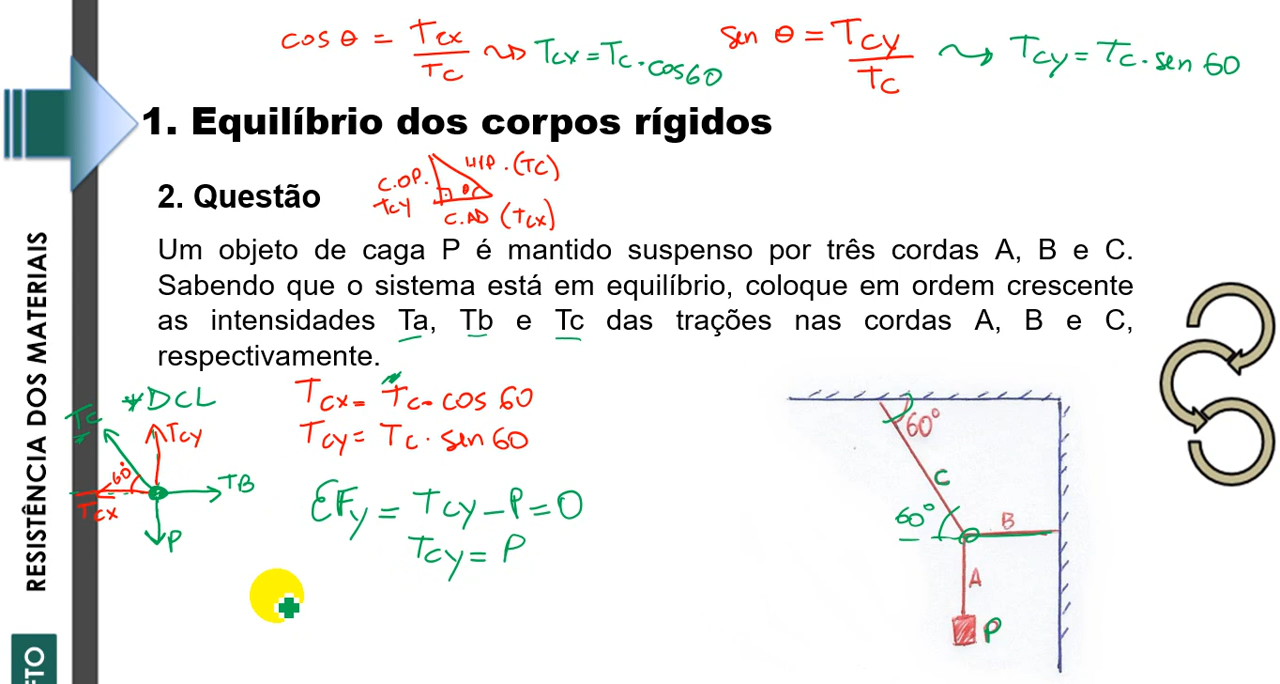 cos θ = Tcx / Tc ⇝ Tcx = Tc · cos60
sen θ = Tcy / Tc ⇝ Tcy = Tc · sen 60
1. Equilíbrio dos corpos rígidos
2. Questão
C.OP. Tcy
HIP. (Tc)
θ
C.AD (Tcx)
Um objeto de caga P é mantido suspenso por três cordas A, B e C.
Sabendo que o sistema está em equilíbrio, coloque em ordem crescente
as intensidades Ta, Tb e Tc das trações nas cordas A, B e C,
respectivamente.
RESISTÊNCIA DOS MATERIAIS
DCL
Tc
Tcy
60°
TB
Tcx
P
Tcx = Tc · cos 60
Tcy = Tc · sen 60
ΣFy = Tcy - P = 0
Tcy = P
60°
C
60°
B
A
P